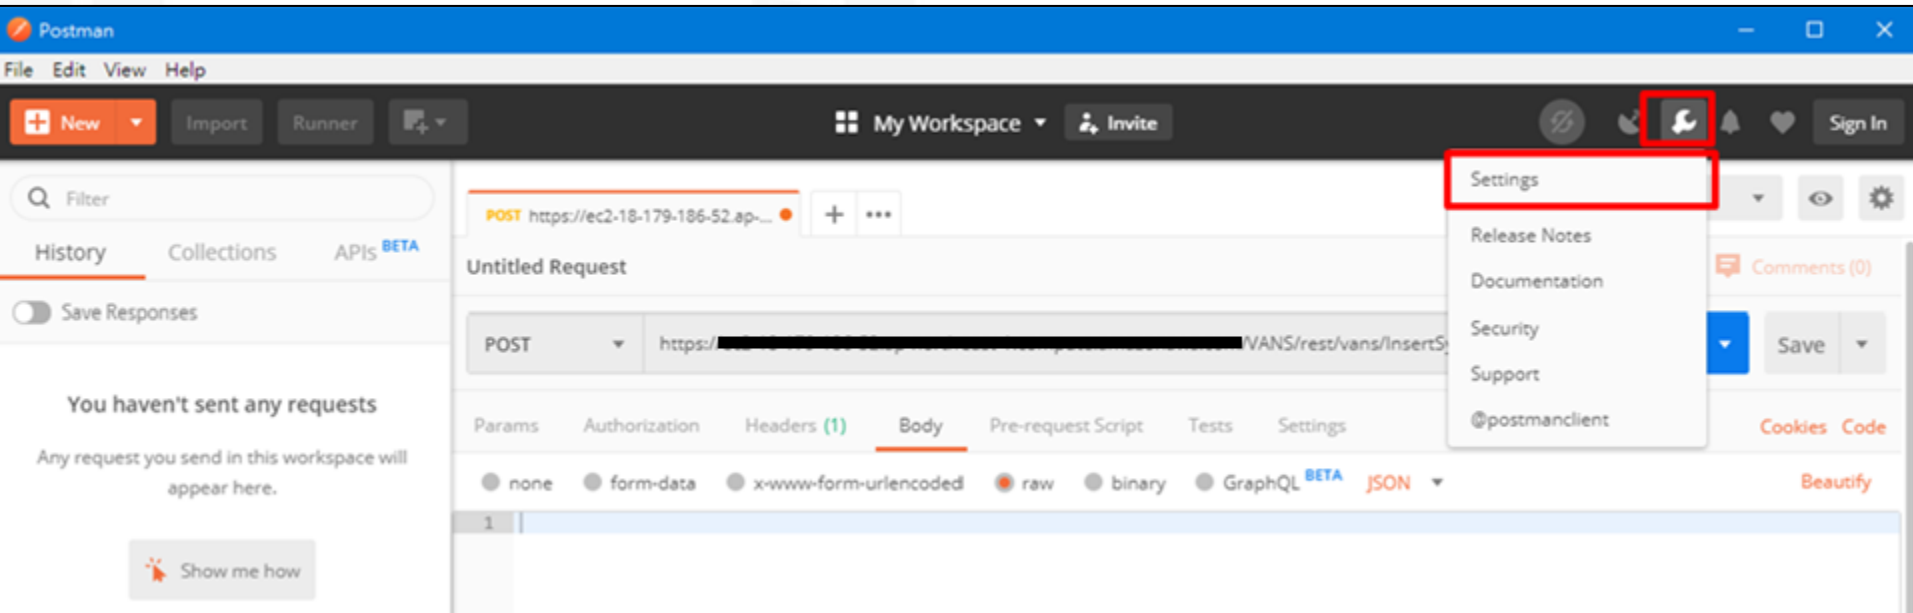 Postman
File Edit View Help
New Import Runner My Workspace Invite Sign In
Filter
Settings
POST https://ec2-18-179-186-52.ap-...
History Collections APIs BETA
Release Notes
Untitled Request
Comments (0)
Documentation
Save Responses
Security
POST https:/ /VANS/rest/vans/InsertSy
Save
Support
You haven't sent any requests
Params Authorization Headers (1) Body Pre-request Script Tests Settings
@postmanclient
Cookies Code
Any request you send in this workspace will
appear here.
none form-data x-www-form-urlencoded raw binary GraphQL BETA JSON
Beautify
1
Show me how